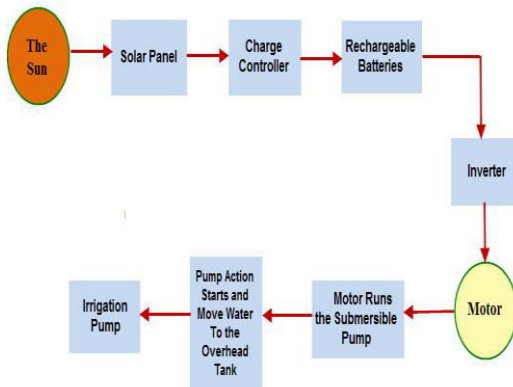 The
Sun
Solar Panel
Charge
Controller
Rechargeable
Batteries
Inverter
Motor
Motor Runs
the Submersible
Pump
Pump Action
Starts and
Move Water
To the
Overhead
Tank
Irrigation
Pump